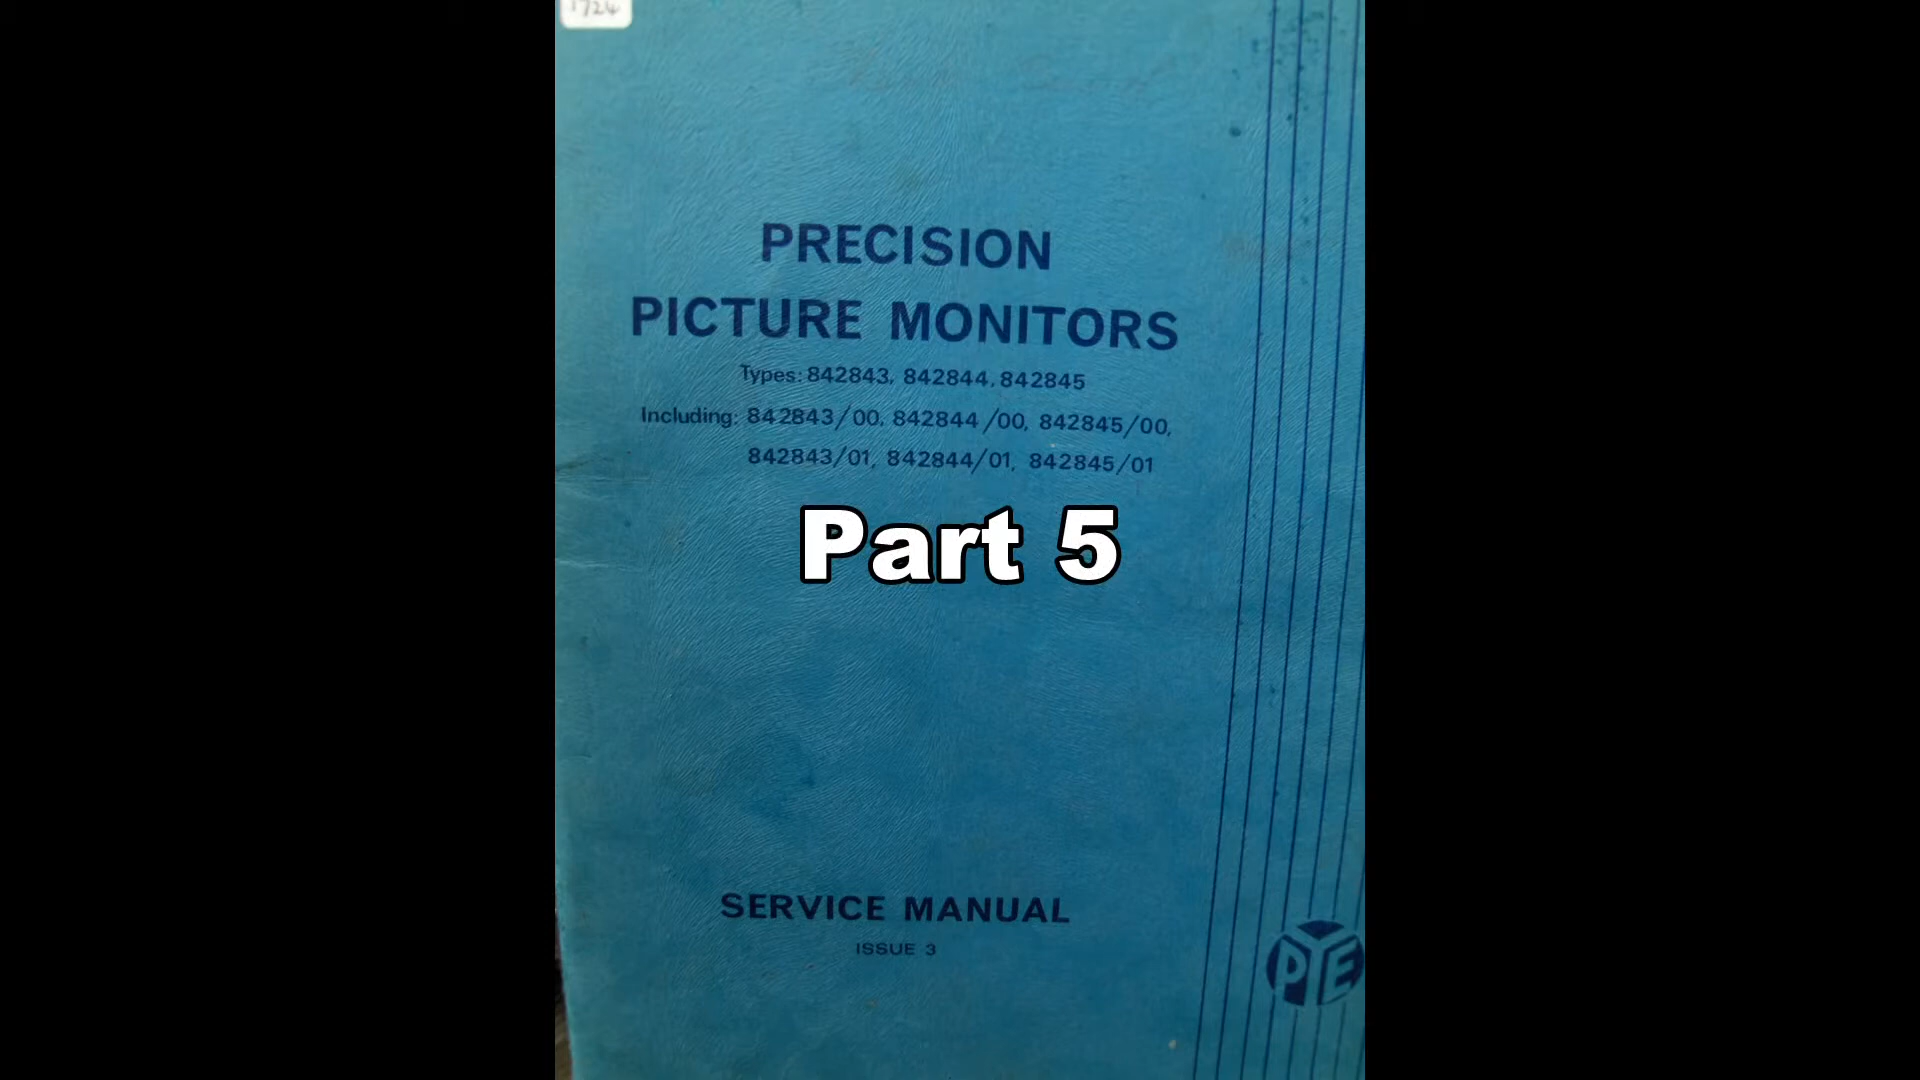 1724
PRECISION
PICTURE MONITORS
Types: 842843, 842844, 842845
Including: 842843/00, 842844/00, 842845/00,
842843/01, 842844/01, 842845/01
Part 5
SERVICE MANUAL
ISSUE 3
PYE